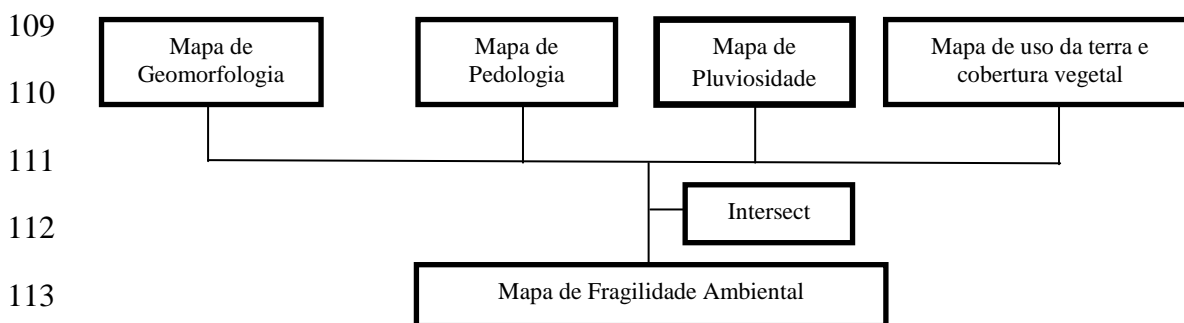 109
Mapa de
Geomorfologia
Mapa de
Pedologia
Mapa de
Pluviosidade
Mapa de uso da terra e
cobertura vegetal
110
111
Intersect
112
Mapa de Fragilidade Ambiental
113